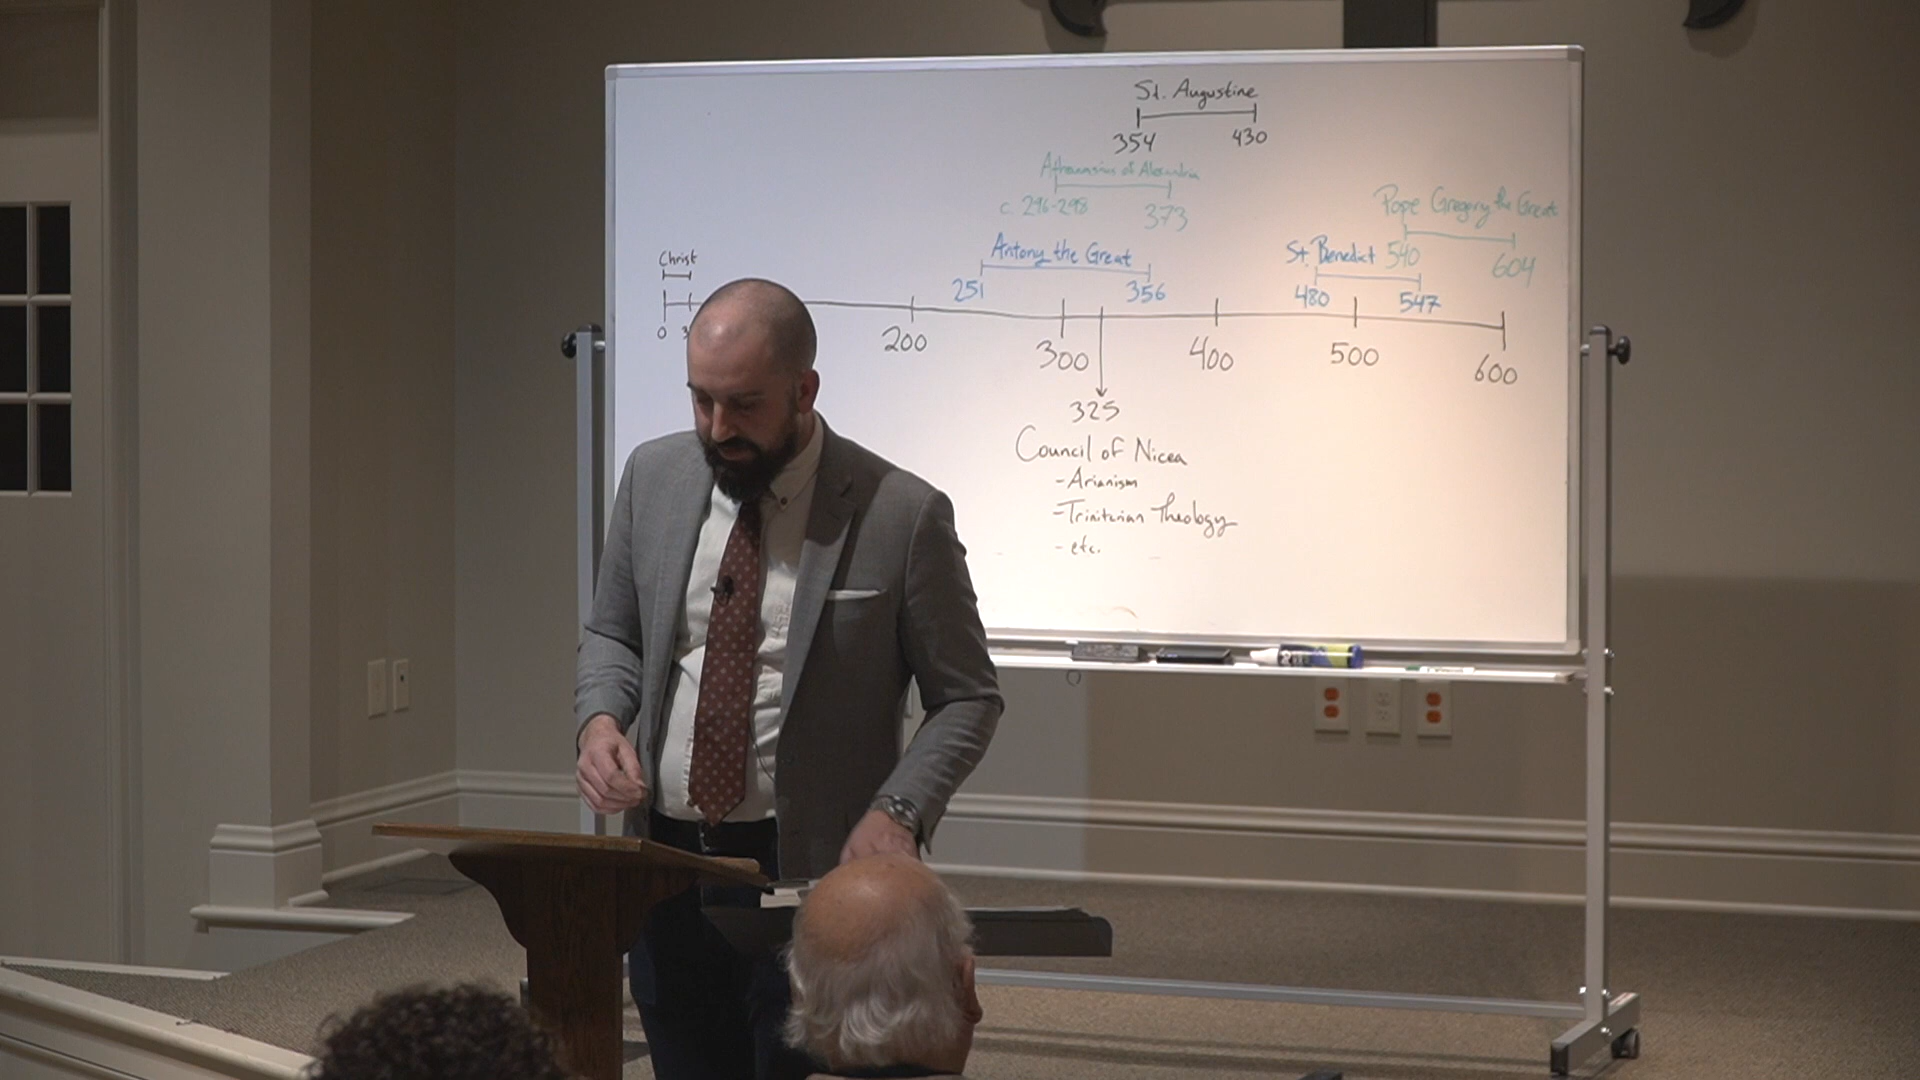 St. Augustine
354 430
Athanasius of Alexandria
c. 296-298 373
Pope Gregory the Great
540 604
Antony the Great
251 356
St. Benedict
480 547
Christ
0 3
200 300 400 500 600
325
Council of Nicea
-Arianism
-Trinitarian Theology
-etc.